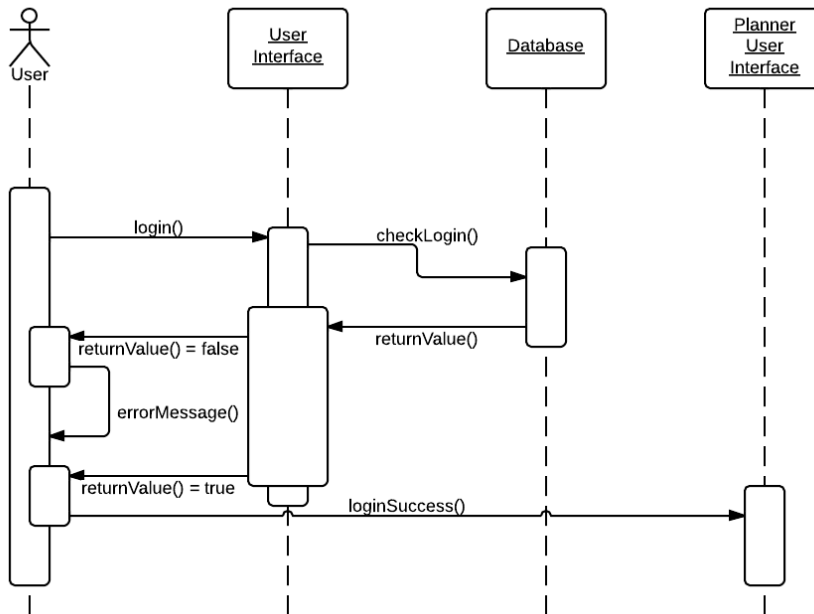 User
User
Interface
Database
Planner
User
Interface
login()
checkLogin()
returnValue()
returnValue() = false
errorMessage()
returnValue() = true
loginSuccess()